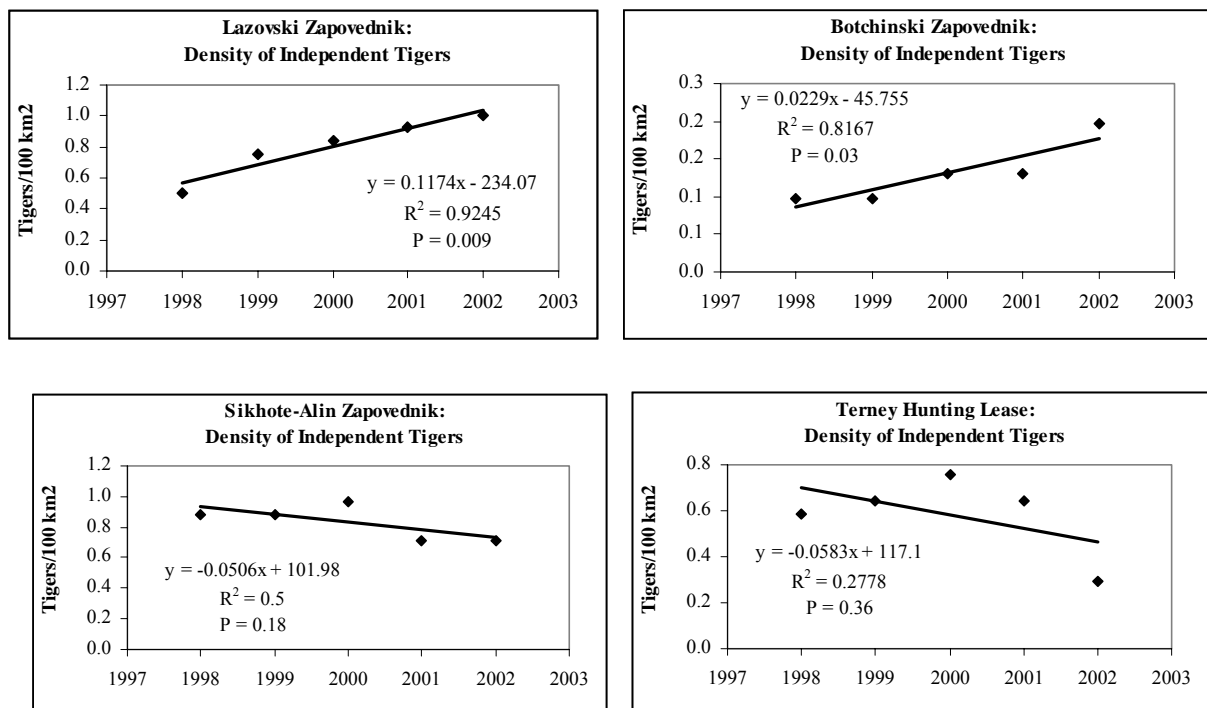 Lazovski Zapovednik:
Density of Independent Tigers
Tigers/100 km2
1.2
1.0
0.8
0.6
0.4
0.2
0.0
y = 0.1174x - 234.07
R² = 0.9245
P = 0.009
1997 1998 1999 2000 2001 2002 2003
Botchinski Zapovednik:
Density of Independent Tigers
Tigers/100 km2
0.3
0.2
0.2
0.1
0.1
0.0
y = 0.0229x - 45.755
R² = 0.8167
P = 0.03
1997 1998 1999 2000 2001 2002 2003
Sikhote-Alin Zapovednik:
Density of Independent Tigers
Tigers/100 km2
1.2
1.0
0.8
0.6
0.4
0.2
0.0
y = -0.0506x + 101.98
R² = 0.5
P = 0.18
1997 1998 1999 2000 2001 2002 2003
Terney Hunting Lease:
Density of Independent Tigers
Tigers/100 km2
0.8
0.6
0.4
0.2
0.0
y = -0.0583x + 117.1
R² = 0.2778
P = 0.36
1997 1998 1999 2000 2001 2002 2003